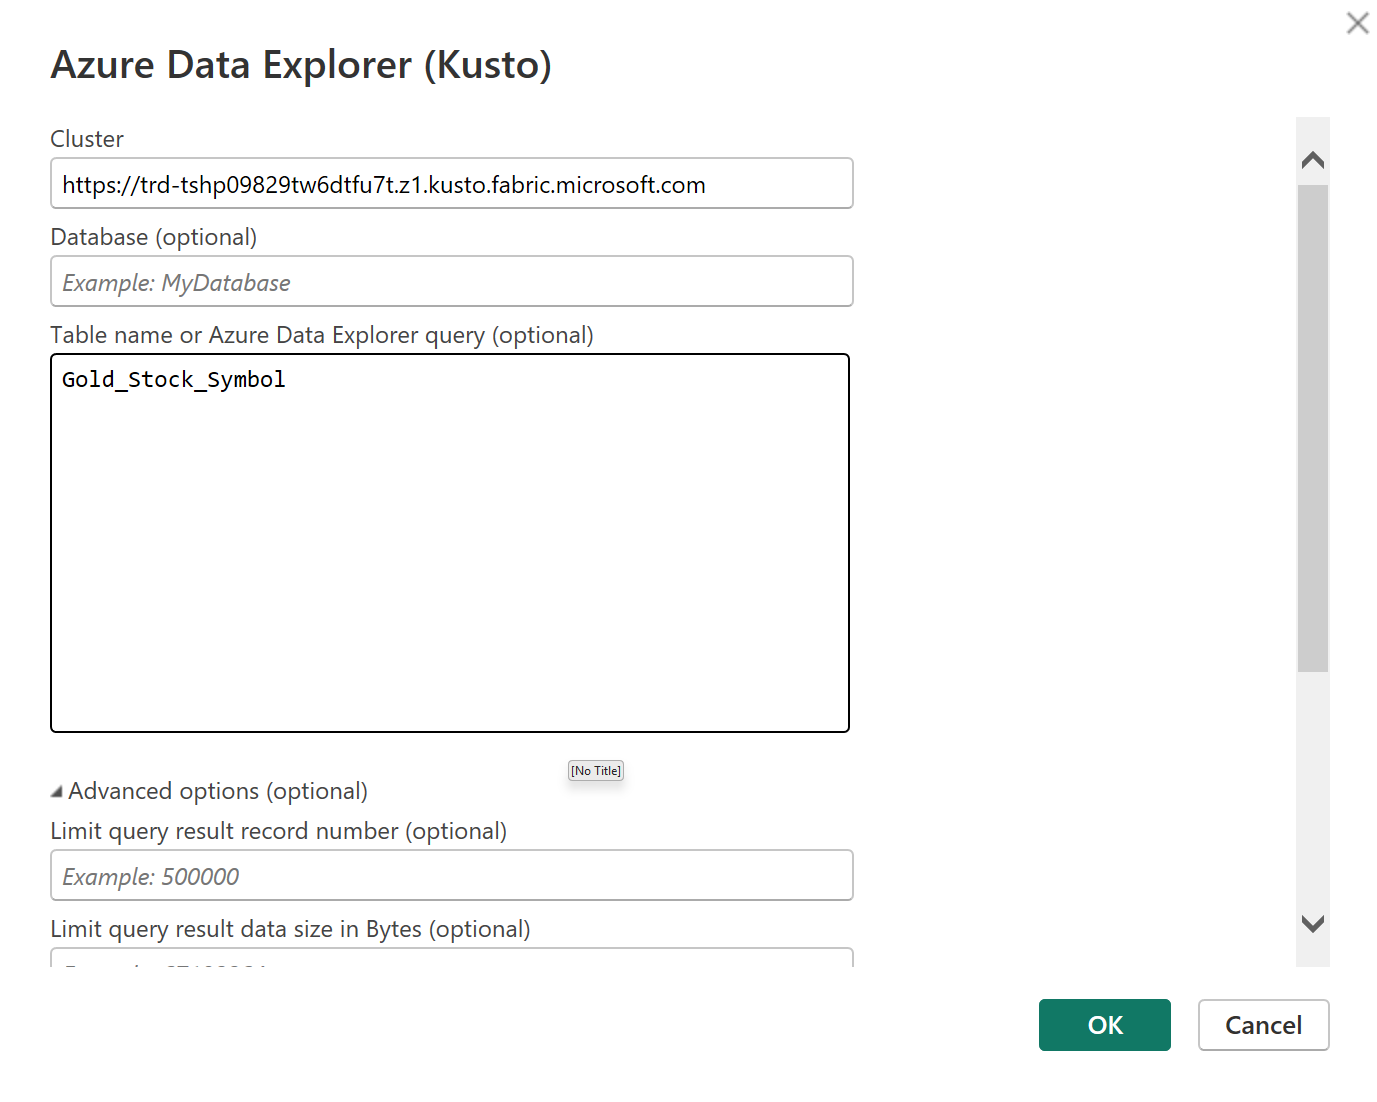 Azure Data Explorer (Kusto)
Cluster
https://trd-tshp09829tw6dtfu7t.z1.kusto.fabric.microsoft.com
Database (optional)
Example: MyDatabase
Table name or Azure Data Explorer query (optional)
Gold_Stock_Symbol
[No Title]
Advanced options (optional)
Limit query result record number (optional)
Example: 500000
Limit query result data size in Bytes (optional)
OK
Cancel